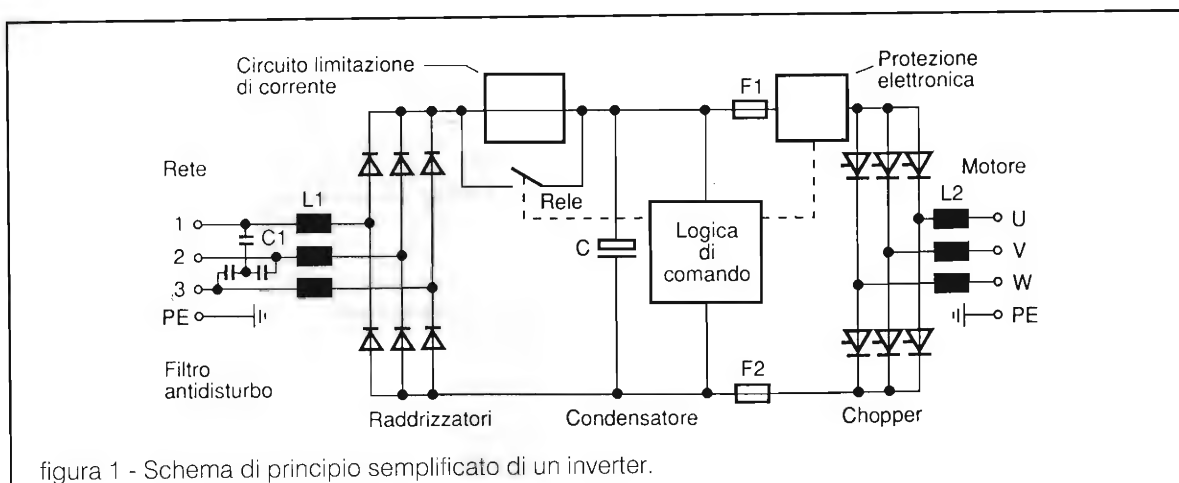 Circuito limitazione
di corrente
Protezione
elettronica
F1
Rete
Motore
L1
L2
Rele
1
C1
U
2
C
Logica
di
comando
V
3
W
PE
PE
Filtro
antidisturbo
F2
Raddrizzatori
Condensatore
Chopper
figura 1 - Schema di principio semplificato di un inverter.